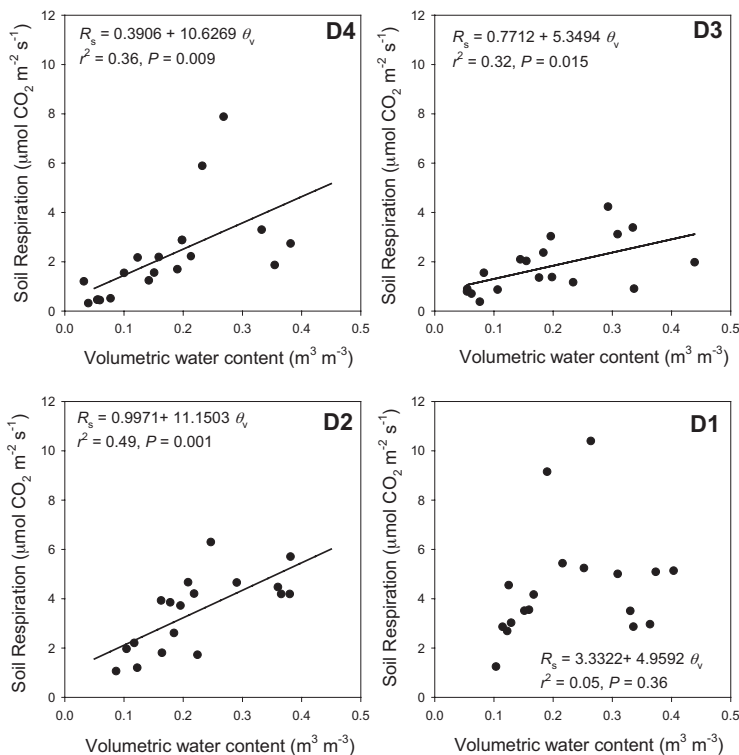 D4
R_s = 0.3906 + 10.6269 θ_v
r² = 0.36, P = 0.009
Soil Respiration (μmol CO₂ m⁻² s⁻¹)
12
10
8
6
4
2
0
0.0 0.1 0.2 0.3 0.4 0.5
Volumetric water content (m³ m⁻³)
D3
R_s = 0.7712 + 5.3494 θ_v
r² = 0.32, P = 0.015
Soil Respiration (μmol CO₂ m⁻² s⁻¹)
12
10
8
6
4
2
0
0.0 0.1 0.2 0.3 0.4 0.5
Volumetric water content (m³ m⁻³)
D2
R_s = 0.9971+ 11.1503 θ_v
r² = 0.49, P = 0.001
Soil Respiration (μmol CO₂ m⁻² s⁻¹)
12
10
8
6
4
2
0
0.0 0.1 0.2 0.3 0.4 0.5
Volumetric water content (m³ m⁻³)
D1
Soil Respiration (μmol CO₂ m⁻² s⁻¹)
12
10
8
6
4
2
0
R_s = 3.3322+ 4.9592 θ_v
r² = 0.05, P = 0.36
0.0 0.1 0.2 0.3 0.4 0.5
Volumetric water content (m³ m⁻³)